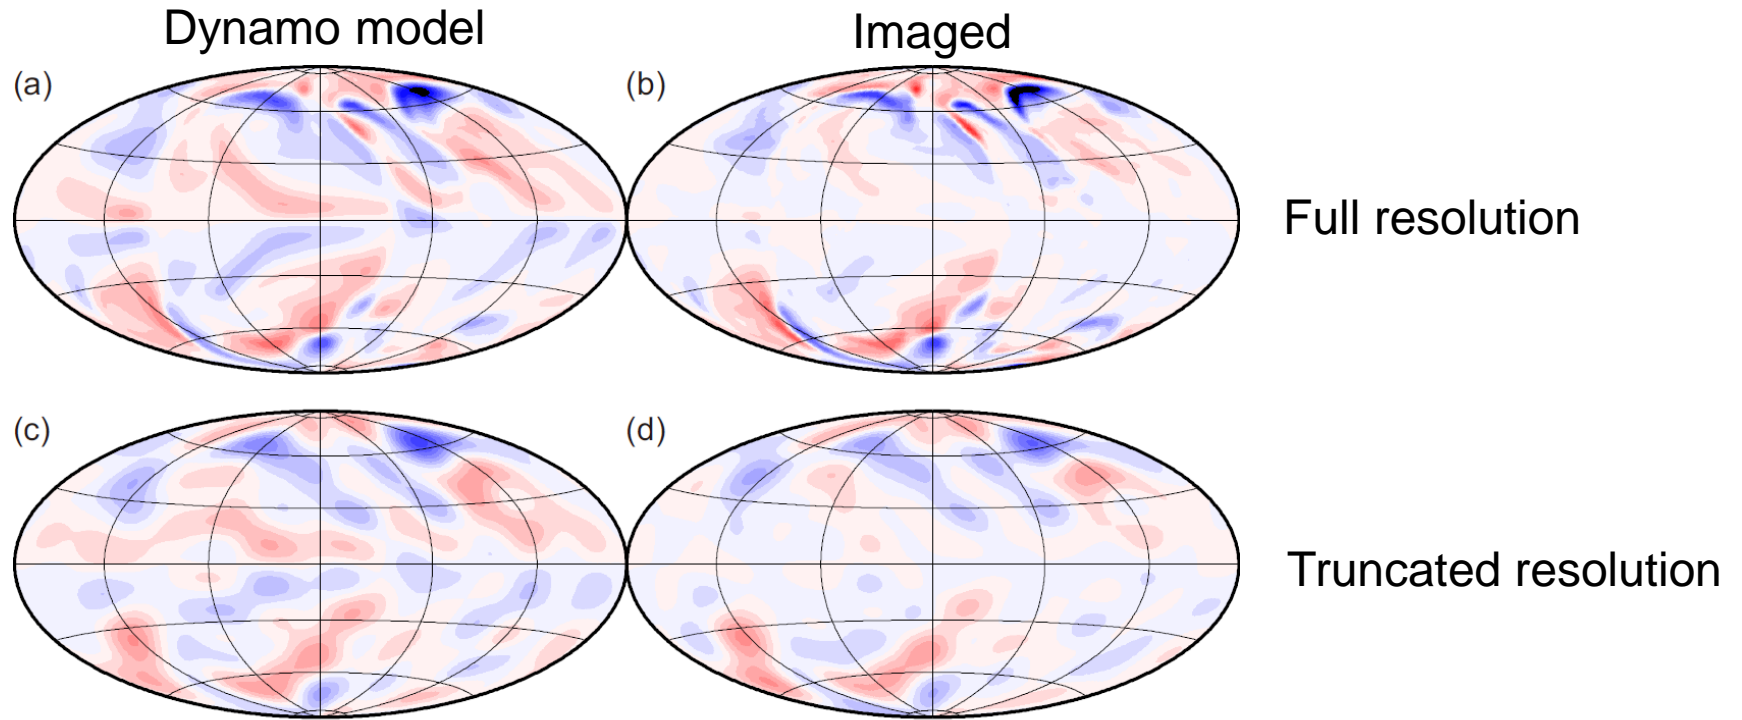 Dynamo model
Imaged
(a)
(b)
Full resolution
(c)
(d)
Truncated resolution